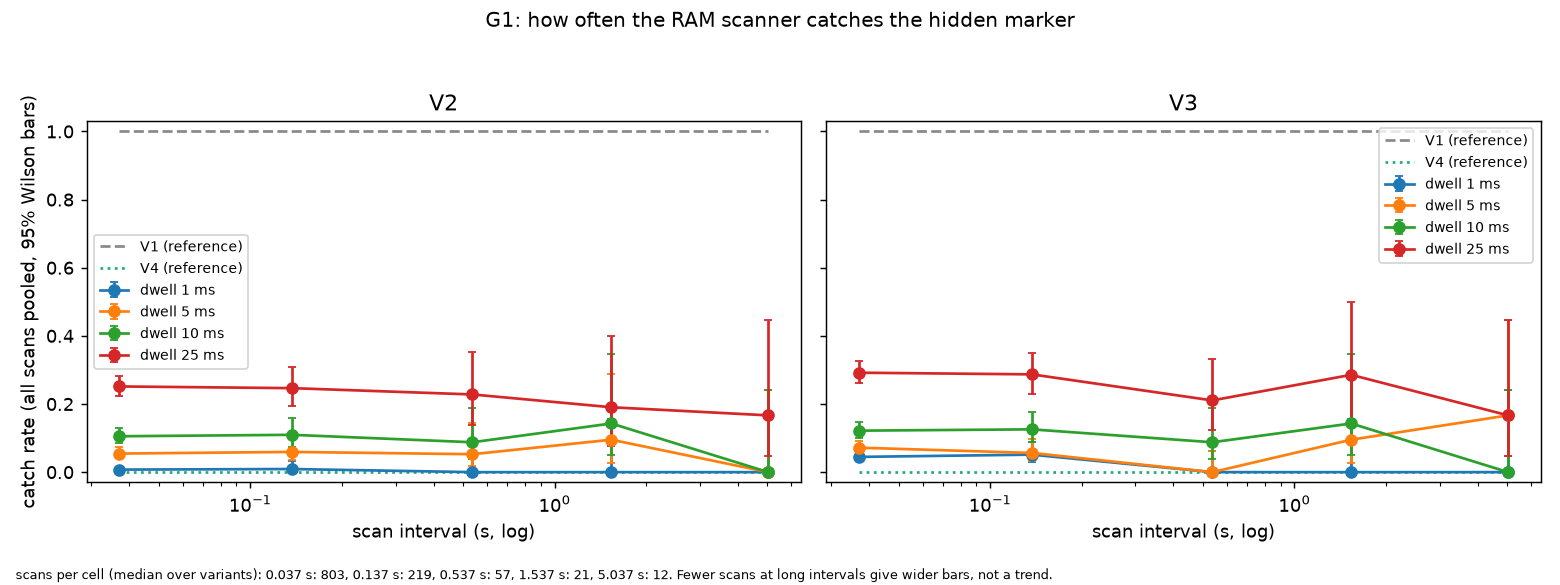 G1: how often the RAM scanner catches the hidden marker
V2
catch rate (all scans pooled, 95% Wilson bars)
1.0
0.8
0.6
0.4
0.2
0.0
V1 (reference)
V4 (reference)
dwell 1 ms
dwell 5 ms
dwell 10 ms
dwell 25 ms
10⁻¹
10⁰
scan interval (s, log)
V3
V1 (reference)
V4 (reference)
dwell 1 ms
dwell 5 ms
dwell 10 ms
dwell 25 ms
10⁻¹
10⁰
scan interval (s, log)
scans per cell (median over variants): 0.037 s: 803, 0.137 s: 219, 0.537 s: 57, 1.537 s: 21, 5.037 s: 12. Fewer scans at long intervals give wider bars, not a trend.